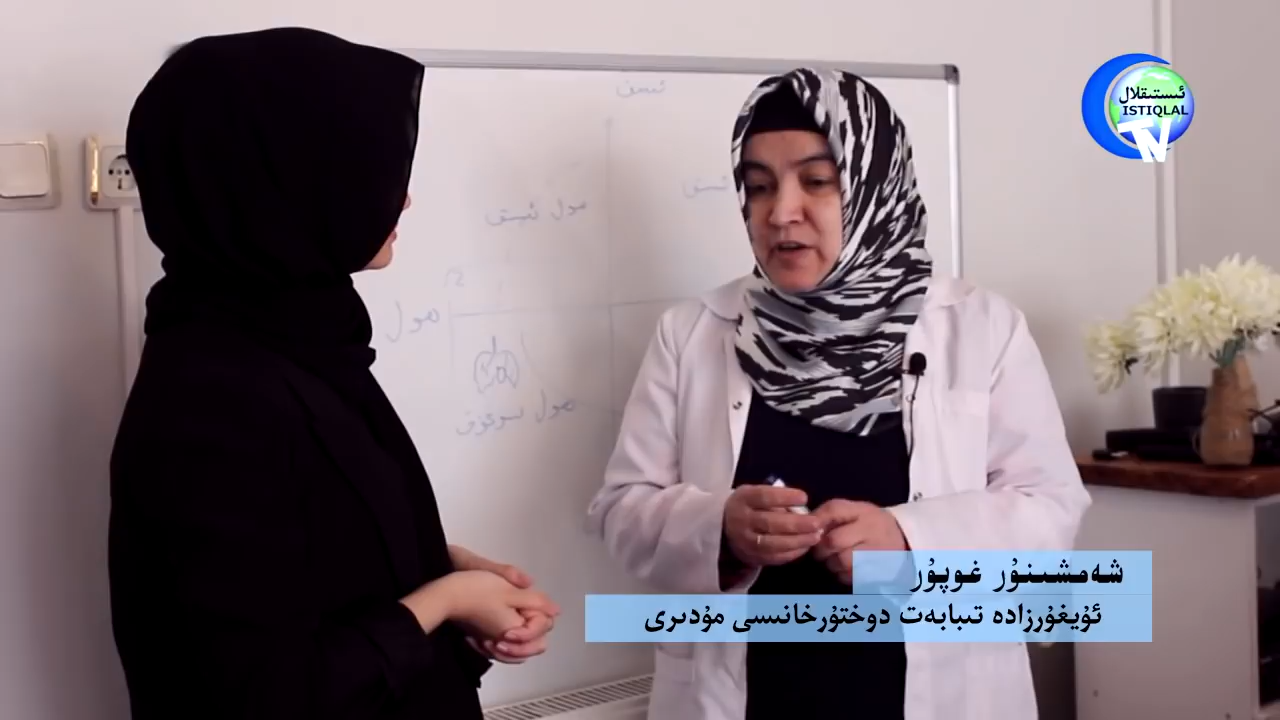 ئىستىقلال
ISTIQLAL
TV
ئىسسىق
مول ئىسسىق
مول
مول سوغۇق
شەمشىنۇر غوپۇر
ئۇيغۇرزادە تىبابەت دوختۇرخانىسى مۇدىرى